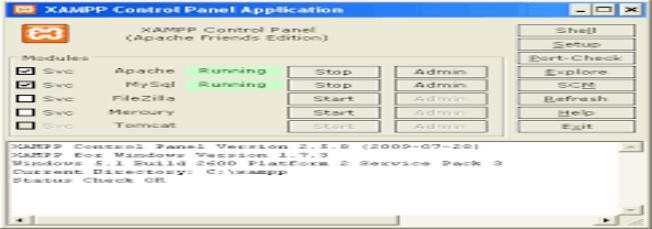 XAMPP Control Panel Application
XAMPP Control Panel
(Apache Friends Edition)
Shell
Setup
Port-Check
Explore
SCM
Refresh
Help
Exit
Modules
Svc Apache Running Stop Admin
Svc MySql Running Stop Admin
Svc FileZilla Start Admin
Svc Mercury Start Admin
Svc Tomcat Start Admin
XAMPP Control Panel Version 2.5.8 (2009-07-28)
XAMPP for Windows Version 1.7.3
Windows 5.1 Build 2600 Platform 2 Service Pack 3
Current Directory: C:\xampp
Status Check OK